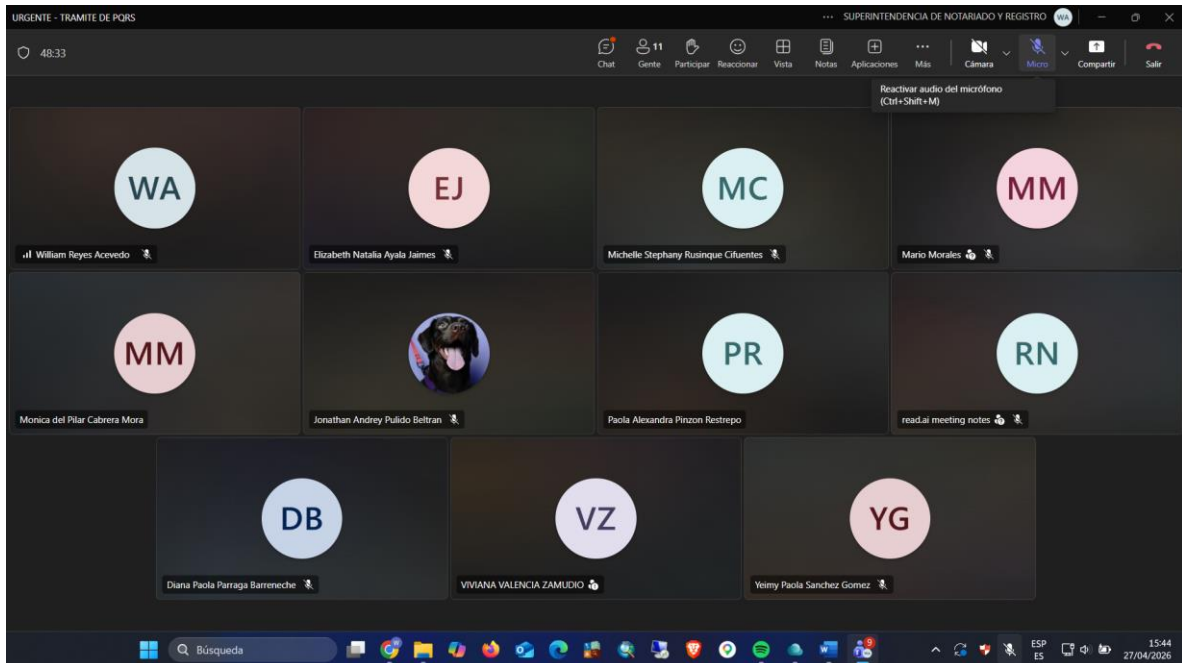 URGENTE - TRAMITE DE PQRS
SUPERINTENDENCIA DE NOTARIADO Y REGISTRO WA
48:33
11
Chat Gente Participar Reaccionar Vista Notas Aplicaciones Más Cámara Micro Compartir Salir
Reactivar audio del micrófono
(Ctrl+Shift+M)
WA EJ MC MM
William Reyes Acevedo Elizabeth Natalia Ayala Jaimes Michelle Stephany Rusinque Cifuentes Mario Morales
MM PR RN
Monica del Pilar Cabrera Mora Jonathan Andrey Pulido Beltran Paola Alexandra Pinzon Restrepo read.ai meeting notes
DB VZ YG
Diana Paola Parraga Barreneche VIVIANA VALENCIA ZAMUDIO Yeimy Paola Sanchez Gomez
Búsqueda 9 ESP 15:44
ES 27/04/2026